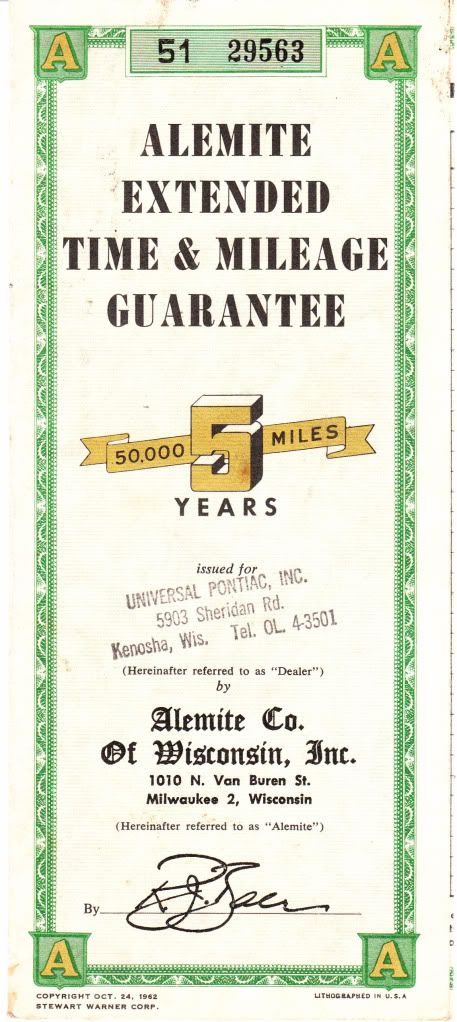 A 51 29563 A
ALEMITE
EXTENDED
TIME & MILEAGE
GUARANTEE
50,000 5 MILES
YEARS
issued for
UNIVERSAL PONTIAC, INC.
5903 Sheridan Rd.
Kenosha, Wis. Tel. OL. 4-3501
(Hereinafter referred to as "Dealer")
by
Alemite Co.
Of Wisconsin, Inc.
1010 N. Van Buren St.
Milwaukee 2, Wisconsin
(Hereinafter referred to as "Alemite")
By
A A
COPYRIGHT OCT. 24, 1962
STEWART WARNER CORP.
LITHOGRAPHED IN U.S.A